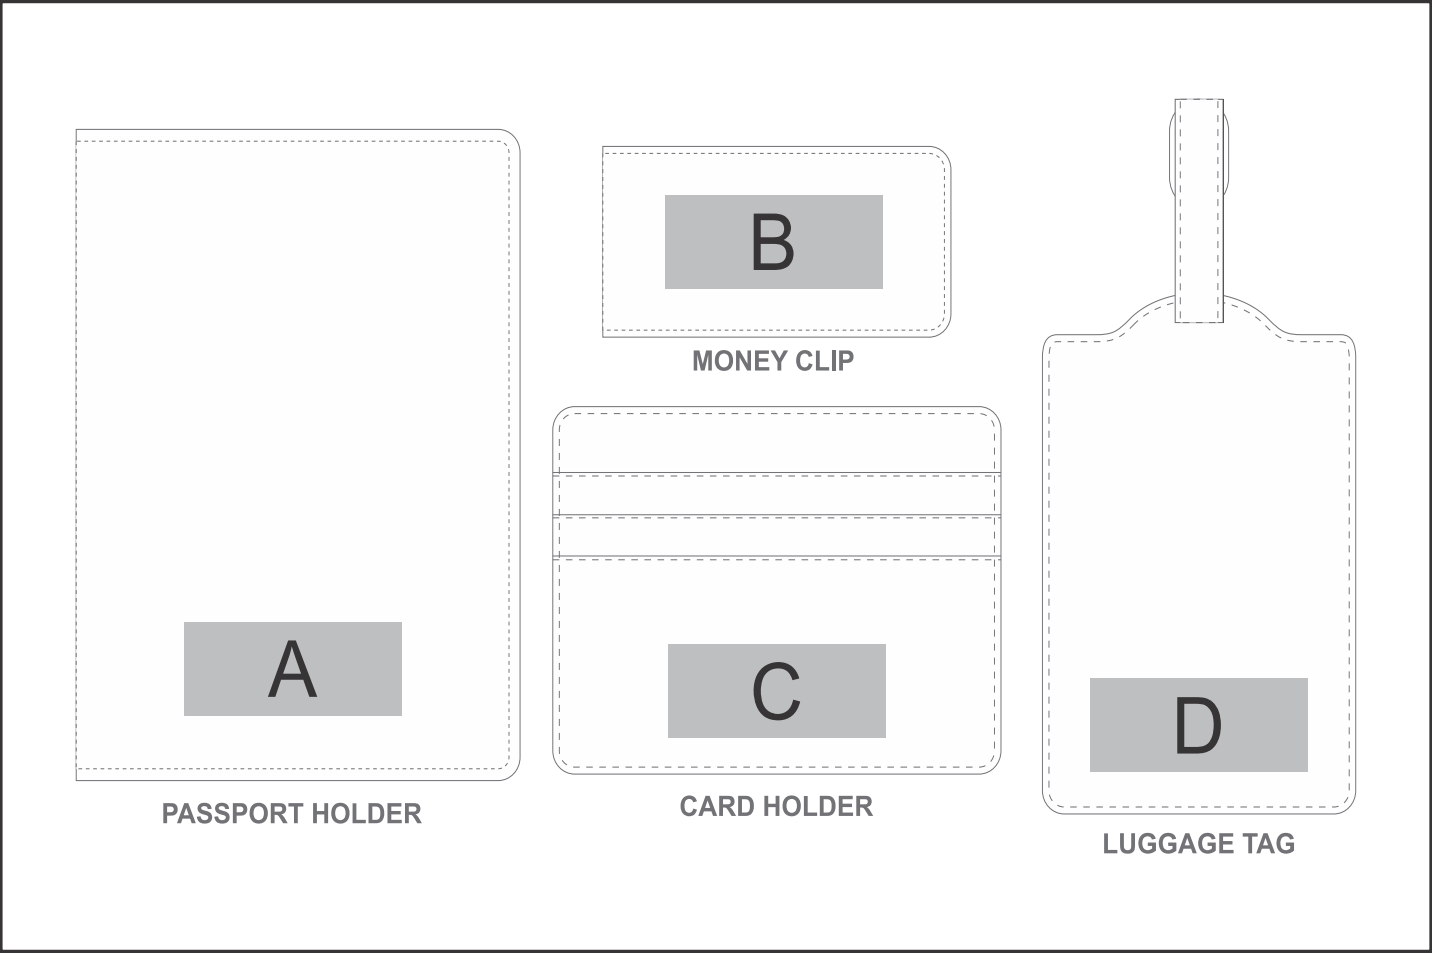 A
PASSPORT HOLDER
B
MONEY CLIP
C
CARD HOLDER
D
LUGGAGE TAG